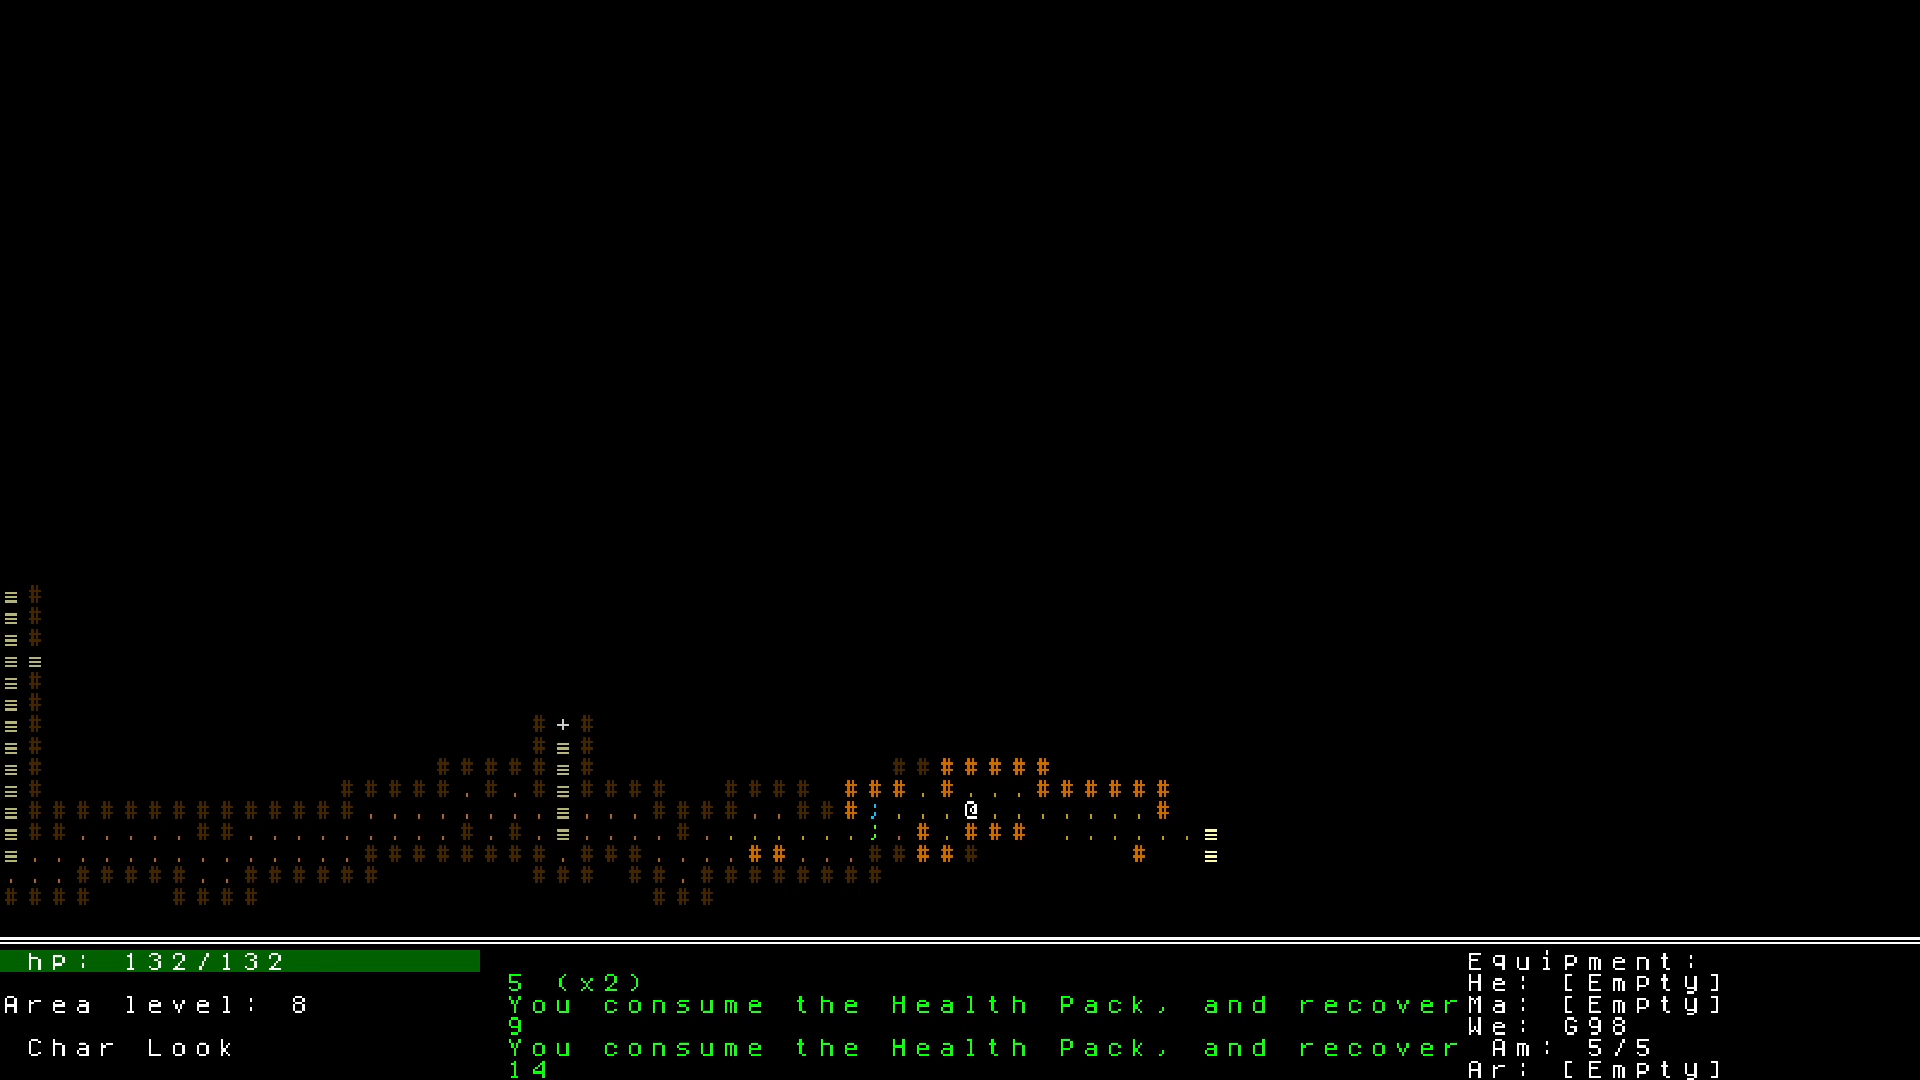 hp: 132/132
Area level: 8
Char Look
5 (x2)
You consume the Health Pack, and recover
9
You consume the Health Pack, and recover
14
Equipment:
He: [Empty]
Ma: [Empty]
We: G98
Am: 5/5
Ar: [Empty]